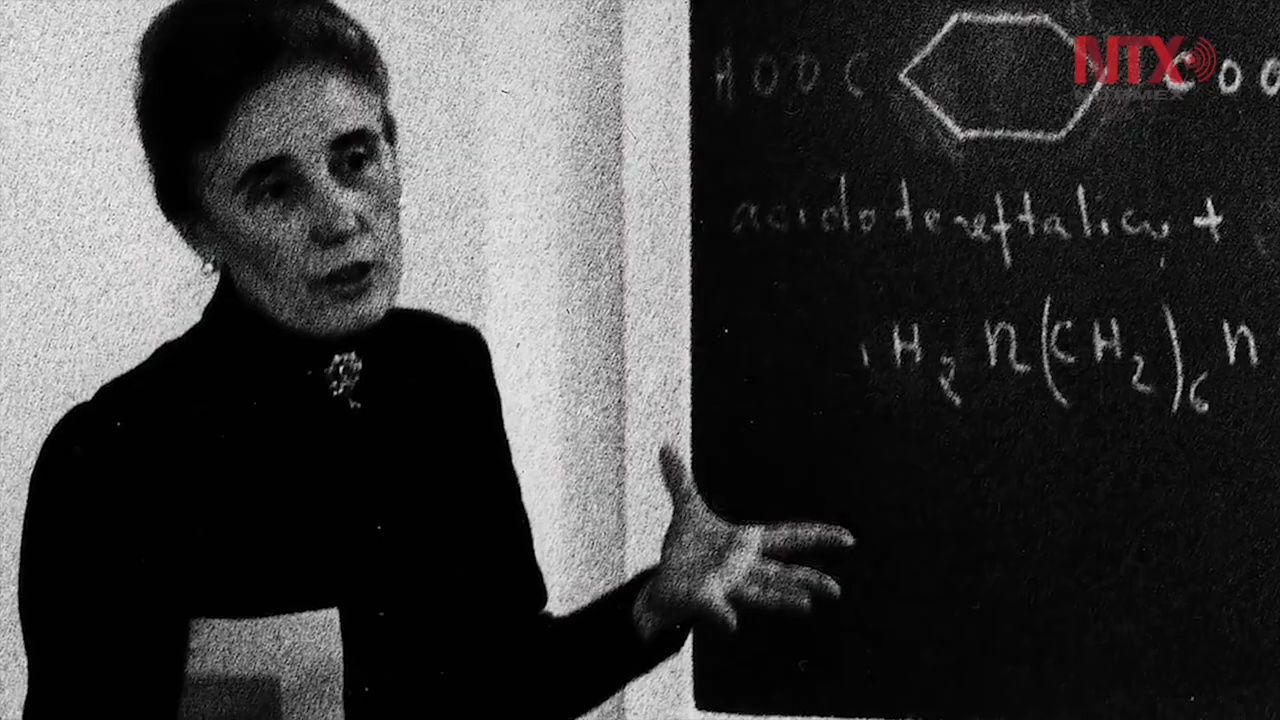 NTX
HOOC COO
acido tereftalico +
H2N(CH2)6N